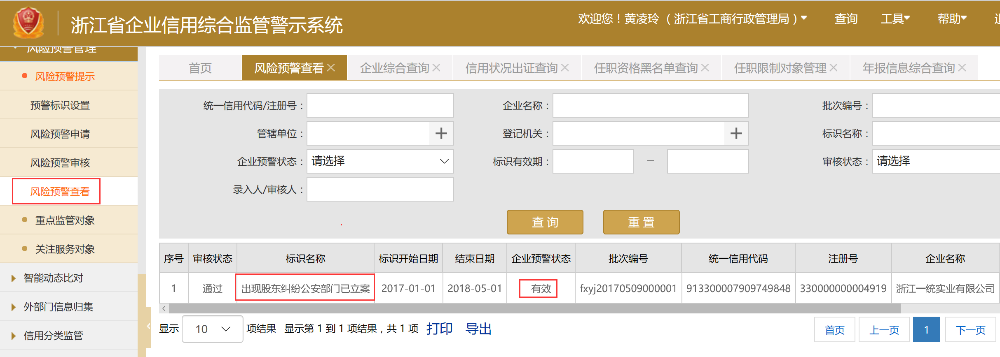 浙江省企业信用综合监管警示系统
欢迎您！黄凌玲（浙江省工商行政管理局） 查询 工具 帮助
风险预警管理
风险预警提示
预警标识设置
风险预警申请
风险预警审核
风险预警查看
重点监管对象
关注服务对象
智能动态比对
外部门信息归集
信用分类监管
首页 风险预警查看 企业综合查询 信用状况出证查询 任职资格黑名单查询 任职限制对象管理 年报信息综合查询
统一信用代码/注册号： 企业名称： 批次编号：
管辖单位： 登记机关： 标识名称：
企业预警状态： 请选择 标识有效期： — 审核状态： 请选择
录入人/审核人：
查 询 重 置
序号 审核状态 标识名称 标识开始日期 结束日期 企业预警状态 批次编号 统一信用代码 注册号 企业名称
1 通过 出现股东纠纷公安部门已立案 2017-01-01 2018-05-01 有效 fxyj20170509000001 913300007909749848 330000000004919 浙江一统实业有限公司
显示 10 项结果 显示第 1 到 1 项结果，共 1 项 打印 导出
首页 上一页 1 下一页